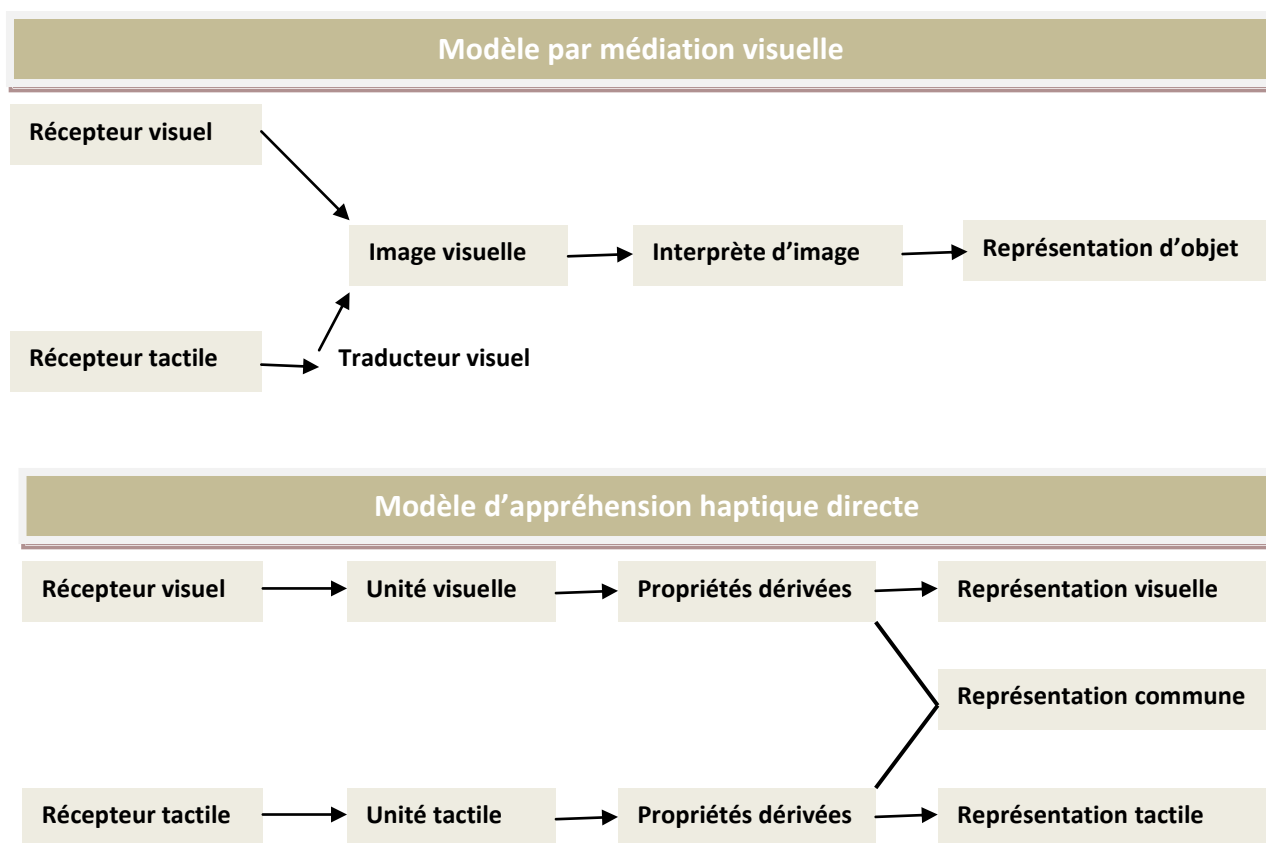 Modèle par médiation visuelle
Récepteur visuel
Image visuelle
Interprète d’image
Représentation d’objet
Récepteur tactile
Traducteur visuel
Modèle d’appréhension haptique directe
Récepteur visuel
Unité visuelle
Propriétés dérivées
Représentation visuelle
Représentation commune
Récepteur tactile
Unité tactile
Propriétés dérivées
Représentation tactile